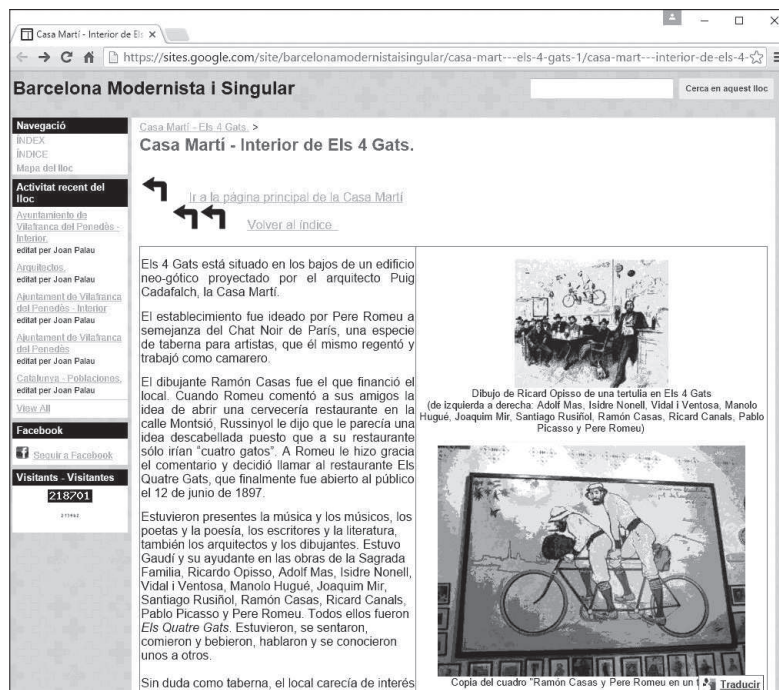 Casa Martí - Interior de El
https://sites.google.com/site/barcelonamodernistaisingular/casa-mart---els-4-gats-1/casa-mart---interior-de-els-4-
Barcelona Modernista i Singular
Cerca en aquest lloc
Navegació
ÍNDEX
ÍNDICE
Mapa del lloc
Activitat recent del
lloc
Ayuntamiento de
Vilafranca del Penedès -
Interior.
editat per Joan Palau
Arquitectos.
editat per Joan Palau
Ajuntament de Vilafranca
del Penedès - Interior
editat per Joan Palau
Ajuntament de Vilafranca
del Penedès
editat per Joan Palau
Catalunya - Poblaciones.
editat per Joan Palau
View All
Facebook
Seguir a Facebook
Visitants - Visitantes
218701
Casa Martí - Els 4 Gats. >
Casa Martí - Interior de Els 4 Gats.
Ir a la página principal de la Casa Martí
Volver al índice
Els 4 Gats está situado en los bajos de un edificio
neo-gótico proyectado por el arquitecto Puig
Cadafalch, la Casa Martí.
El establecimiento fue ideado por Pere Romeu a
semejanza del Chat Noir de París, una especie
de taberna para artistas, que él mismo regentó y
trabajó como camarero.
El dibujante Ramón Casas fue el que financió el
local. Cuando Romeu comentó a sus amigos la
idea de abrir una cervecería restaurante en la
calle Montsió, Russinyol le dijo que le parecía una
idea descabellada puesto que a su restaurante
sólo irían "cuatro gatos". A Romeu le hizo gracia
el comentario y decidió llamar al restaurante Els
Quatre Gats, que finalmente fue abierto al público
el 12 de junio de 1897.
Estuvieron presentes la música y los músicos, los
poetas y la poesía, los escritores y la literatura,
también los arquitectos y los dibujantes. Estuvo
Gaudí y su ayudante en las obras de la Sagrada
Familia, Ricardo Opisso, Adolf Mas, Isidre Nonell,
Vidal i Ventosa, Manolo Hugué, Joaquim Mir,
Santiago Rusiñol, Ramón Casas, Ricard Canals,
Pablo Picasso y Pere Romeu. Todos ellos fueron
Els Quatre Gats. Estuvieron, se sentaron,
comieron y bebieron, hablaron y se conocieron
unos a otros.
Sin duda como taberna, el local carecía de interés
Dibujo de Ricard Opisso de una tertulia en Els 4 Gats
(de izquierda a derecha: Adolf Mas, Isidre Nonell, Vidal i Ventosa, Manolo
Hugué, Joaquim Mir, Santiago Rusiñol, Ramón Casas, Ricard Canals, Pablo
Picasso y Pere Romeu)
Copia del cuadro "Ramón Casas y Pere Romeu en un t
Traducir